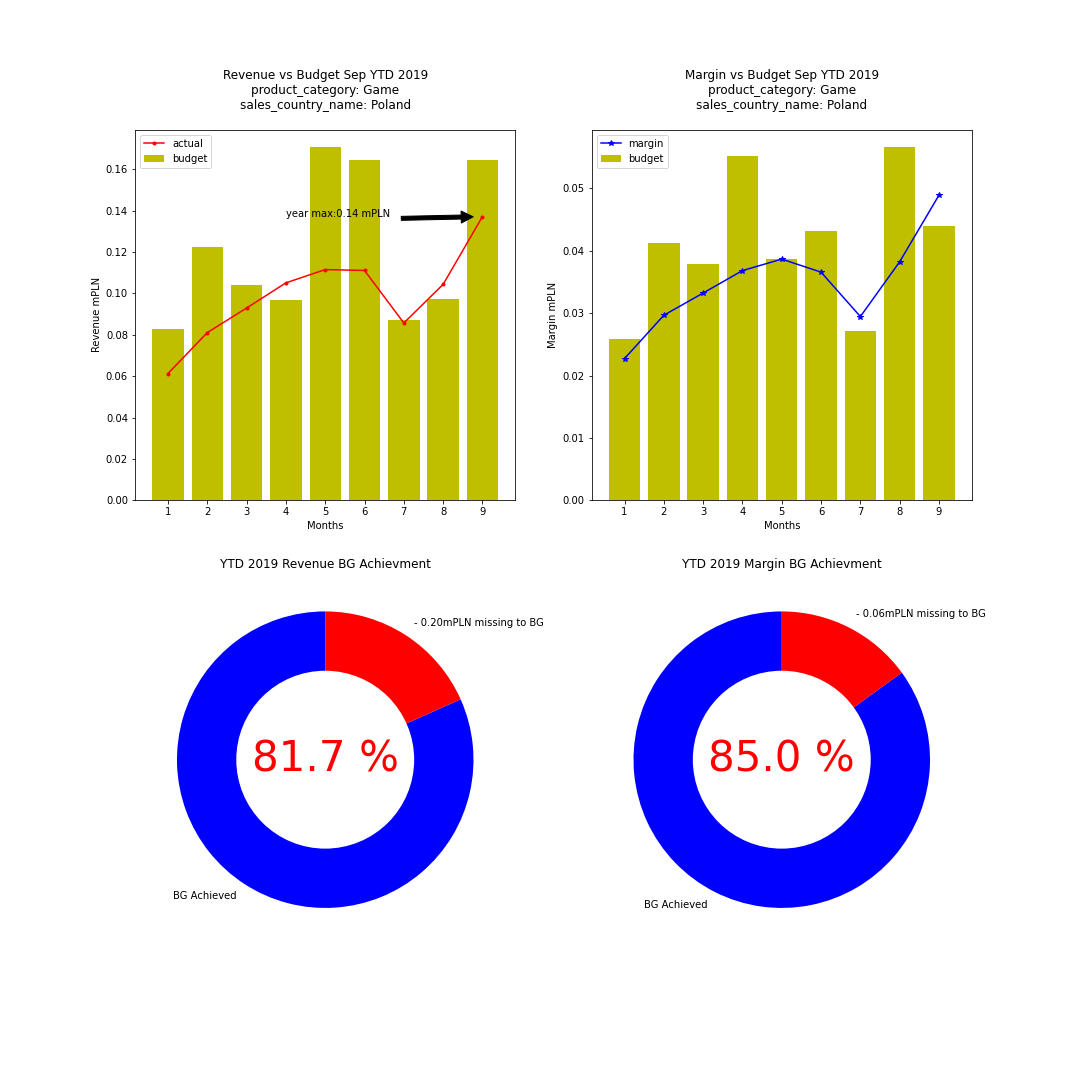 Revenue vs Budget Sep YTD 2019
product_category: Game
sales_country_name: Poland
actual
budget
year max:0.14 mPLN
0.16
0.14
0.12
0.10
0.08
0.06
0.04
0.02
0.00
Revenue mPLN
1 2 3 4 5 6 7 8 9
Months
Margin vs Budget Sep YTD 2019
product_category: Game
sales_country_name: Poland
margin
budget
0.05
0.04
0.03
0.02
0.01
0.00
Margin mPLN
1 2 3 4 5 6 7 8 9
Months
YTD 2019 Revenue BG Achievment
- 0.20mPLN missing to BG
81.7 %
BG Achieved
YTD 2019 Margin BG Achievment
- 0.06mPLN missing to BG
85.0 %
BG Achieved